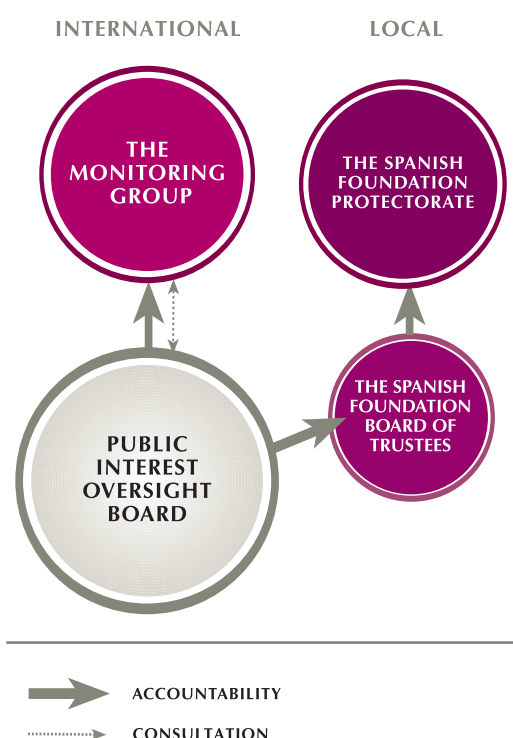 INTERNATIONAL
LOCAL
THE
MONITORING
GROUP
THE SPANISH
FOUNDATION
PROTECTORATE
THE SPANISH
FOUNDATION
BOARD OF
TRUSTEES
PUBLIC
INTEREST
OVERSIGHT
BOARD
ACCOUNTABILITY
CONSULTATION